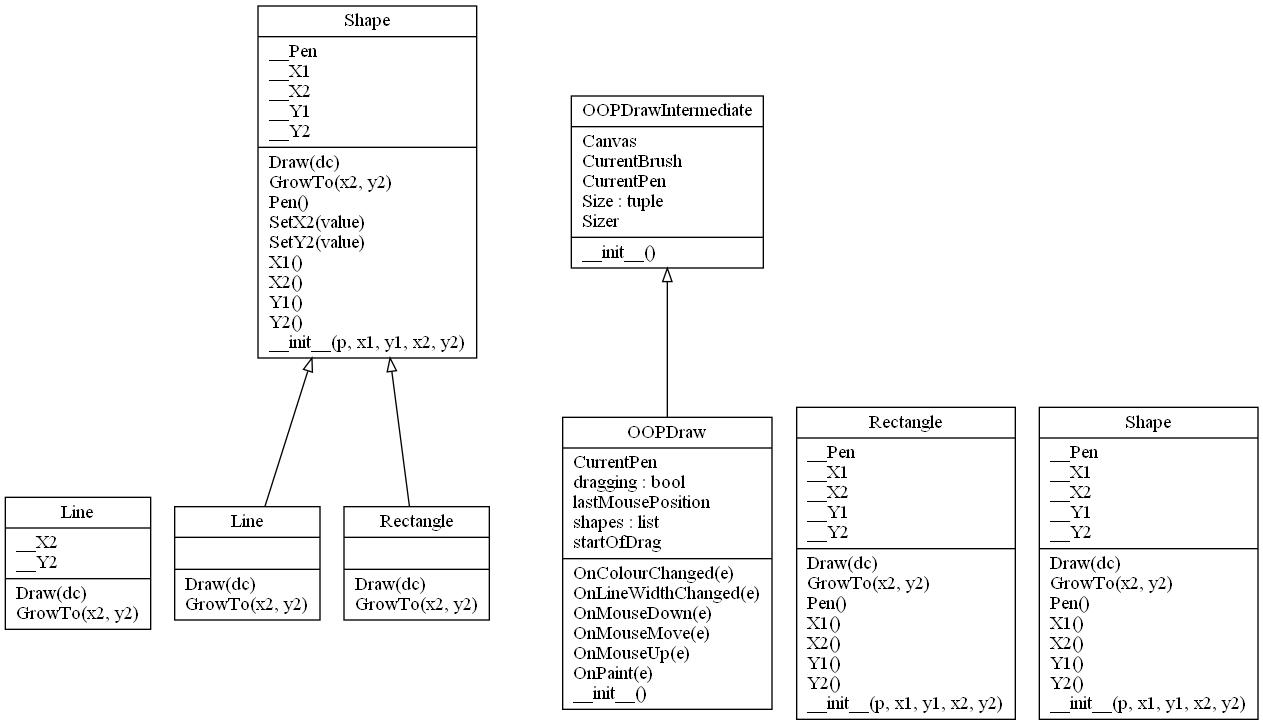 Shape
__Pen
__X1
__X2
__Y1
__Y2
Draw(dc)
GrowTo(x2, y2)
Pen()
SetX2(value)
SetY2(value)
X1()
X2()
Y1()
Y2()
__init__(p, x1, y1, x2, y2)
OOPDrawIntermediate
Canvas
CurrentBrush
CurrentPen
Size : tuple
Sizer
__init__()
Line
__X2
__Y2
Draw(dc)
GrowTo(x2, y2)
Line
Draw(dc)
GrowTo(x2, y2)
Rectangle
Draw(dc)
GrowTo(x2, y2)
OOPDraw
CurrentPen
dragging : bool
lastMousePosition
shapes : list
startOfDrag
OnColourChanged(e)
OnLineWidthChanged(e)
OnMouseDown(e)
OnMouseMove(e)
OnMouseUp(e)
OnPaint(e)
__init__()
Rectangle
__Pen
__X1
__X2
__Y1
__Y2
Draw(dc)
GrowTo(x2, y2)
Pen()
X1()
X2()
Y1()
Y2()
__init__(p, x1, y1, x2, y2)
Shape
__Pen
__X1
__X2
__Y1
__Y2
Draw(dc)
GrowTo(x2, y2)
Pen()
X1()
X2()
Y1()
Y2()
__init__(p, x1, y1, x2, y2)